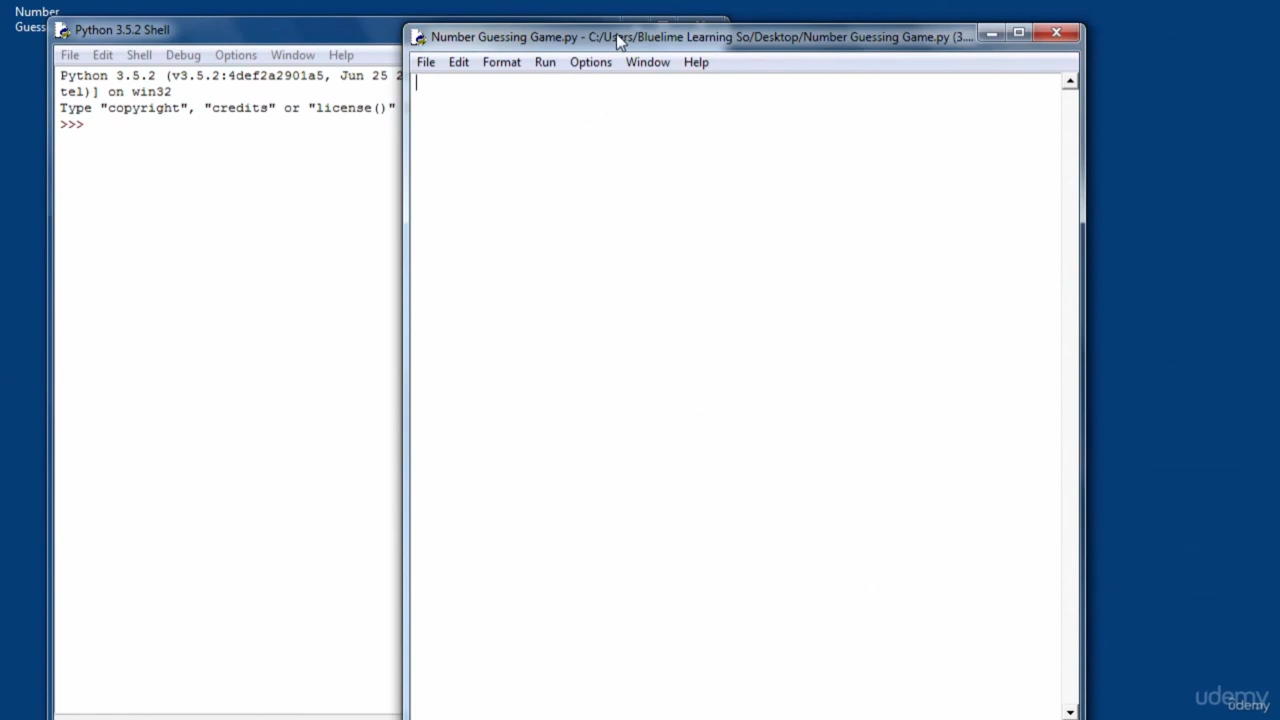 Number
Guess
Python 3.5.2 Shell
File Edit Shell Debug Options Window Help
Python 3.5.2 (v3.5.2:4def2a2901a5, Jun 25 2
tel)] on win32
Type "copyright", "credits" or "license()"
>>>
Number Guessing Game.py - C:/Users/Bluelime Learning So/Desktop/Number Guessing Game.py (3....
File Edit Format Run Options Window Help
udemy
udemy